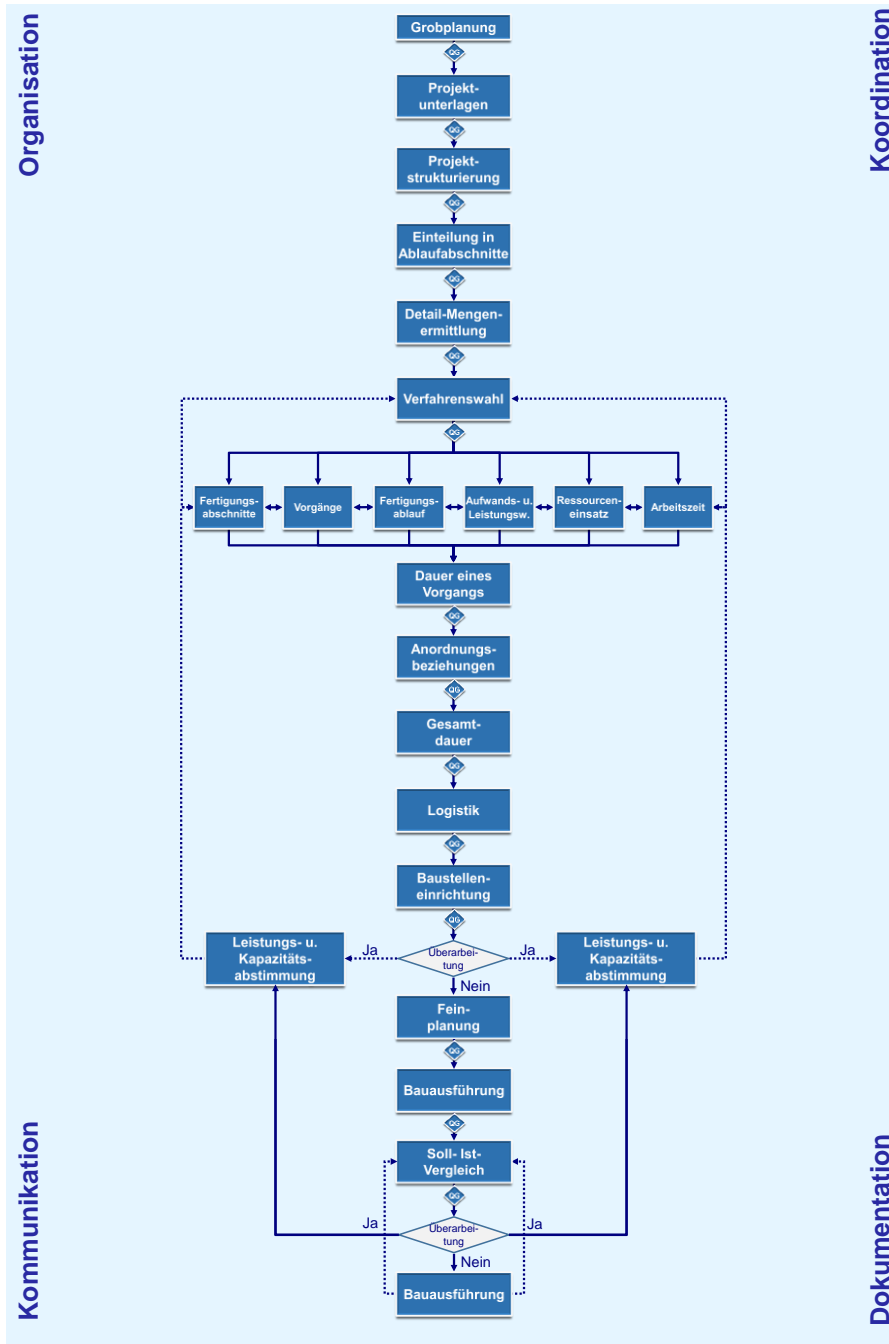 Organisation
Koordination
Grobplanung
QG
Projekt-
unterlagen
QG
Projekt-
strukturierung
QG
Einteilung in
Ablaufabschnitte
QG
Detail-Mengen-
ermittlung
QG
Verfahrenswahl
QG
Fertigungs-
abschnitte
Vorgänge
Fertigungs-
ablauf
Aufwands- u.
Leistungsw.
Ressourcen-
einsatz
Arbeitszeit
Dauer eines
Vorgangs
QG
Anordnungs-
beziehungen
QG
Gesamt-
dauer
QG
Logistik
QG
Baustellen-
einrichtung
QG
Leistungs- u.
Kapazitäts-
abstimmung
Ja
Überarbei-
tung
Ja
Leistungs- u.
Kapazitäts-
abstimmung
Nein
Fein-
planung
QG
Bauausführung
QG
Soll- Ist-
Vergleich
QG
Ja
Überarbei-
tung
Ja
Nein
Bauausführung
Kommunikation
Dokumentation